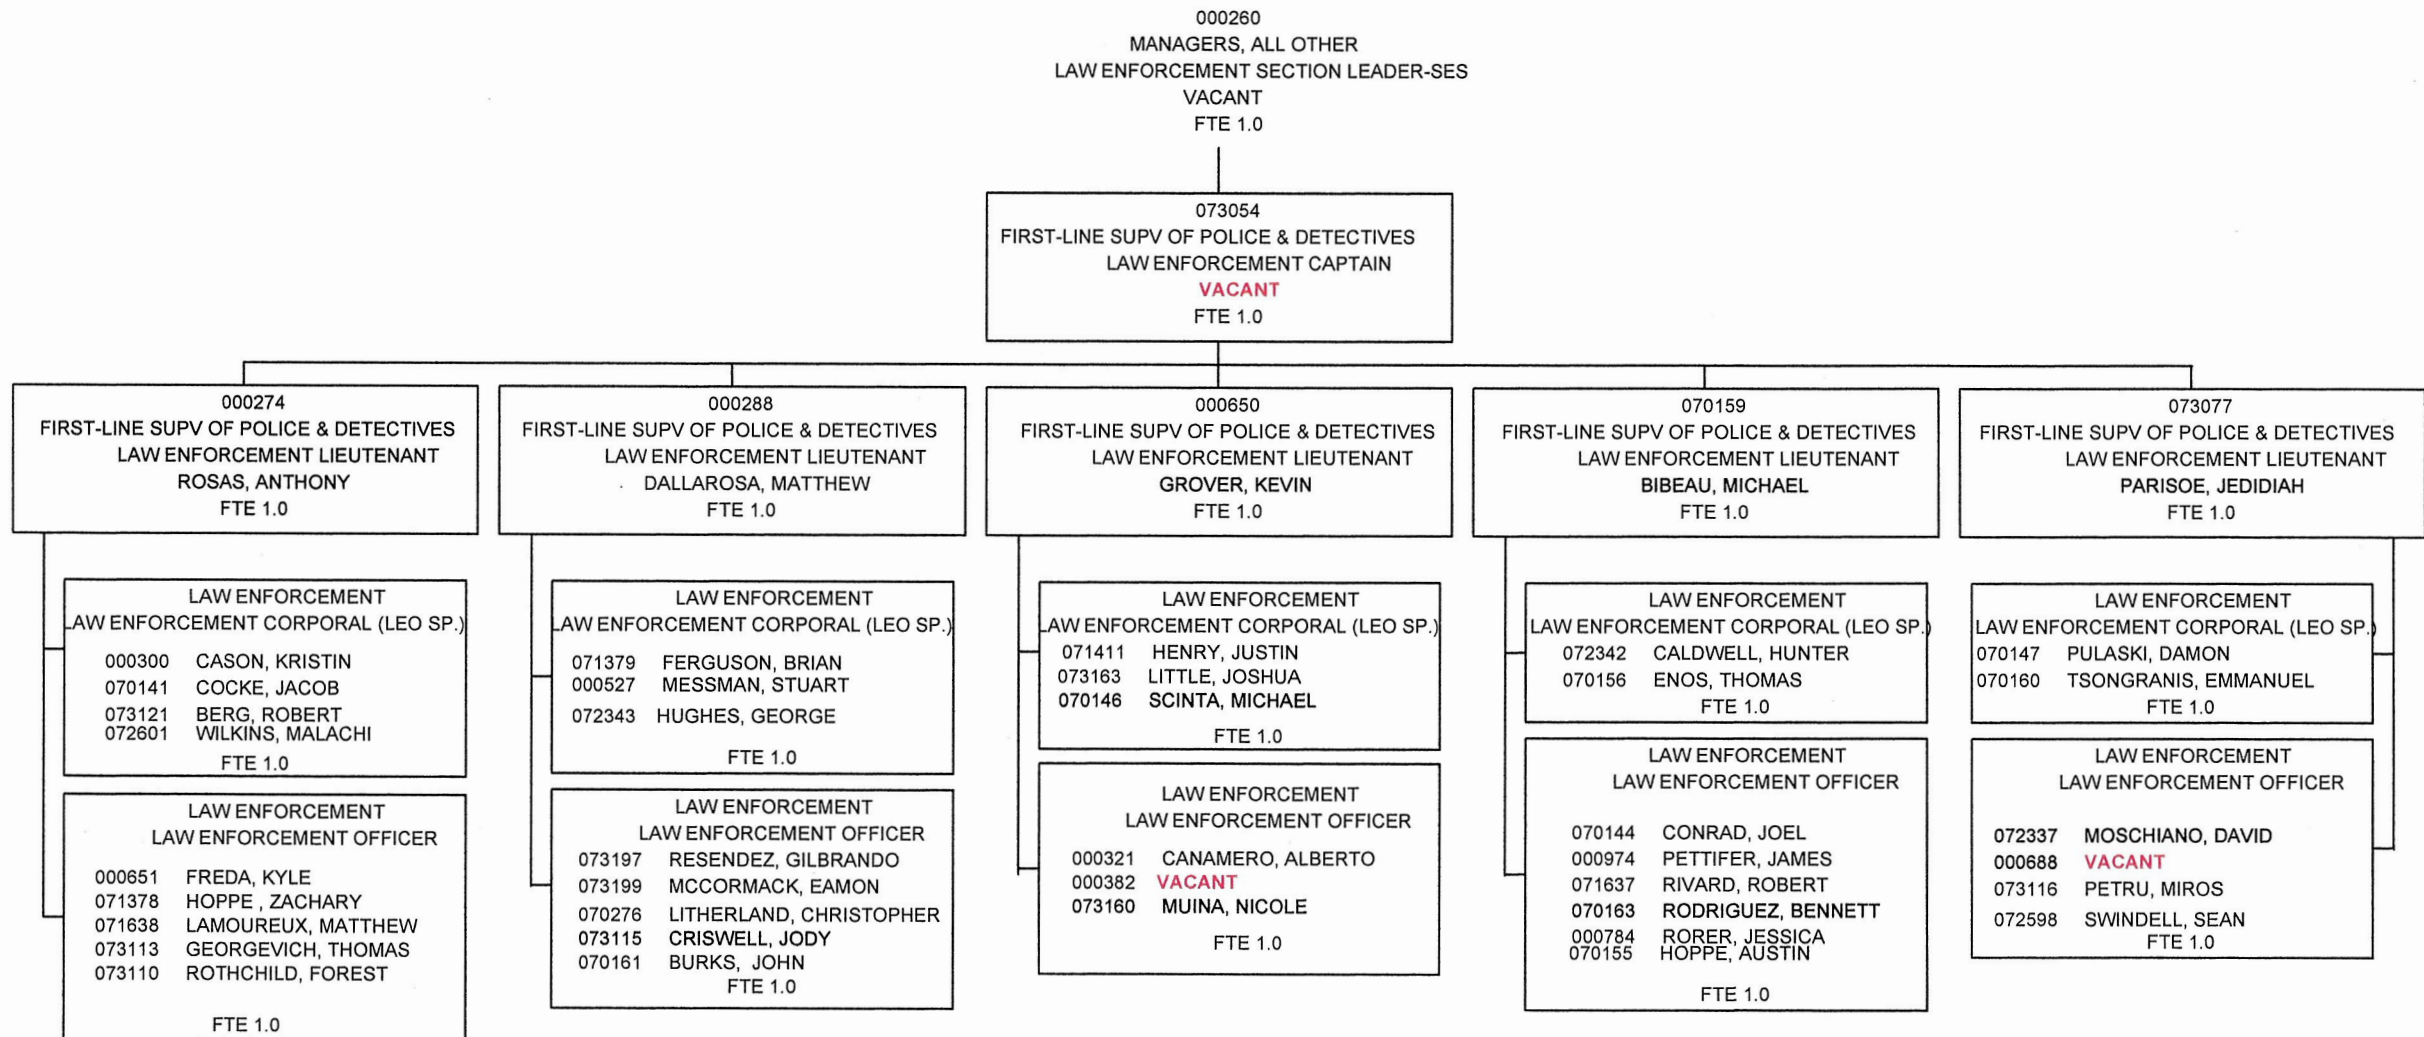 000260
MANAGERS, ALL OTHER
LAW ENFORCEMENT SECTION LEADER-SES
VACANT
FTE 1.0
073054
FIRST-LINE SUPV OF POLICE & DETECTIVES
LAW ENFORCEMENT CAPTAIN
VACANT
FTE 1.0
000274
FIRST-LINE SUPV OF POLICE & DETECTIVES
LAW ENFORCEMENT LIEUTENANT
ROSAS, ANTHONY
FTE 1.0
LAW ENFORCEMENT
LAW ENFORCEMENT CORPORAL (LEO SP.)
000300 CASON, KRISTIN
070141 COCKE, JACOB
073121 BERG, ROBERT
072601 WILKINS, MALACHI
FTE 1.0
LAW ENFORCEMENT
LAW ENFORCEMENT OFFICER
000651 FREDA, KYLE
071378 HOPPE , ZACHARY
071638 LAMOUREUX, MATTHEW
073113 GEORGEVICH, THOMAS
073110 ROTHCHILD, FOREST
FTE 1.0
000288
FIRST-LINE SUPV OF POLICE & DETECTIVES
LAW ENFORCEMENT LIEUTENANT
DALLAROSA, MATTHEW
FTE 1.0
LAW ENFORCEMENT
LAW ENFORCEMENT CORPORAL (LEO SP.)
071379 FERGUSON, BRIAN
000527 MESSMAN, STUART
072343 HUGHES, GEORGE
FTE 1.0
LAW ENFORCEMENT
LAW ENFORCEMENT OFFICER
073197 RESENDEZ, GILBRANDO
073199 MCCORMACK, EAMON
070276 LITHERLAND, CHRISTOPHER
073115 CRISWELL, JODY
070161 BURKS, JOHN
FTE 1.0
000650
FIRST-LINE SUPV OF POLICE & DETECTIVES
LAW ENFORCEMENT LIEUTENANT
GROVER, KEVIN
FTE 1.0
LAW ENFORCEMENT
LAW ENFORCEMENT CORPORAL (LEO SP.)
071411 HENRY, JUSTIN
073163 LITTLE, JOSHUA
070146 SCINTA, MICHAEL
FTE 1.0
LAW ENFORCEMENT
LAW ENFORCEMENT OFFICER
000321 CANAMERO, ALBERTO
000382 VACANT
073160 MUINA, NICOLE
FTE 1.0
070159
FIRST-LINE SUPV OF POLICE & DETECTIVES
LAW ENFORCEMENT LIEUTENANT
BIBEAU, MICHAEL
FTE 1.0
LAW ENFORCEMENT
LAW ENFORCEMENT CORPORAL (LEO SP.)
072342 CALDWELL, HUNTER
070156 ENOS, THOMAS
FTE 1.0
LAW ENFORCEMENT
LAW ENFORCEMENT OFFICER
070144 CONRAD, JOEL
000974 PETTIFER, JAMES
071637 RIVARD, ROBERT
070163 RODRIGUEZ, BENNETT
000784 RORER, JESSICA
070155 HOPPE, AUSTIN
FTE 1.0
073077
FIRST-LINE SUPV OF POLICE & DETECTIVES
LAW ENFORCEMENT LIEUTENANT
PARISOE, JEDIDIAH
FTE 1.0
LAW ENFORCEMENT
LAW ENFORCEMENT CORPORAL (LEO SP.)
070147 PULASKI, DAMON
070160 TSONGRANIS, EMMANUEL
FTE 1.0
LAW ENFORCEMENT
LAW ENFORCEMENT OFFICER
072337 MOSCHIANO, DAVID
000688 VACANT
073116 PETRU, MIROS
072598 SWINDELL, SEAN
FTE 1.0